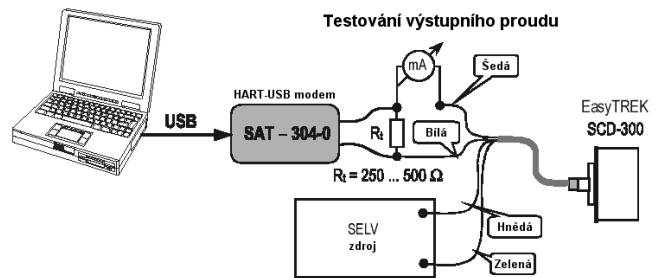 Testování výstupního proudu
mA
Šedá
HART-USB modem
EasyTREK
SCD-300
USB
SAT – 304-0
Rt
Bílá
Rt = 250 ... 500 Ω
SELV
zdroj
Hnědá
Zelená